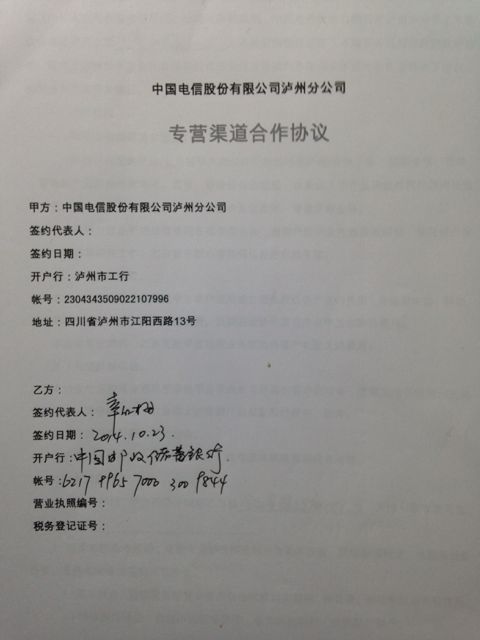 中国电信股份有限公司泸州分公司
专营渠道合作协议
甲方：中国电信股份有限公司泸州分公司
签约代表人：
签约日期：
开户行：泸州市工行
帐号：2304343509022107996
地址：四川省泸州市江阳西路13号
乙方：
签约代表人：
签约日期：2014.10.23.
开户行：中国邮政储蓄银行.
帐号：6217 9965 7000 300 9844
营业执照编号：
税务登记证号：